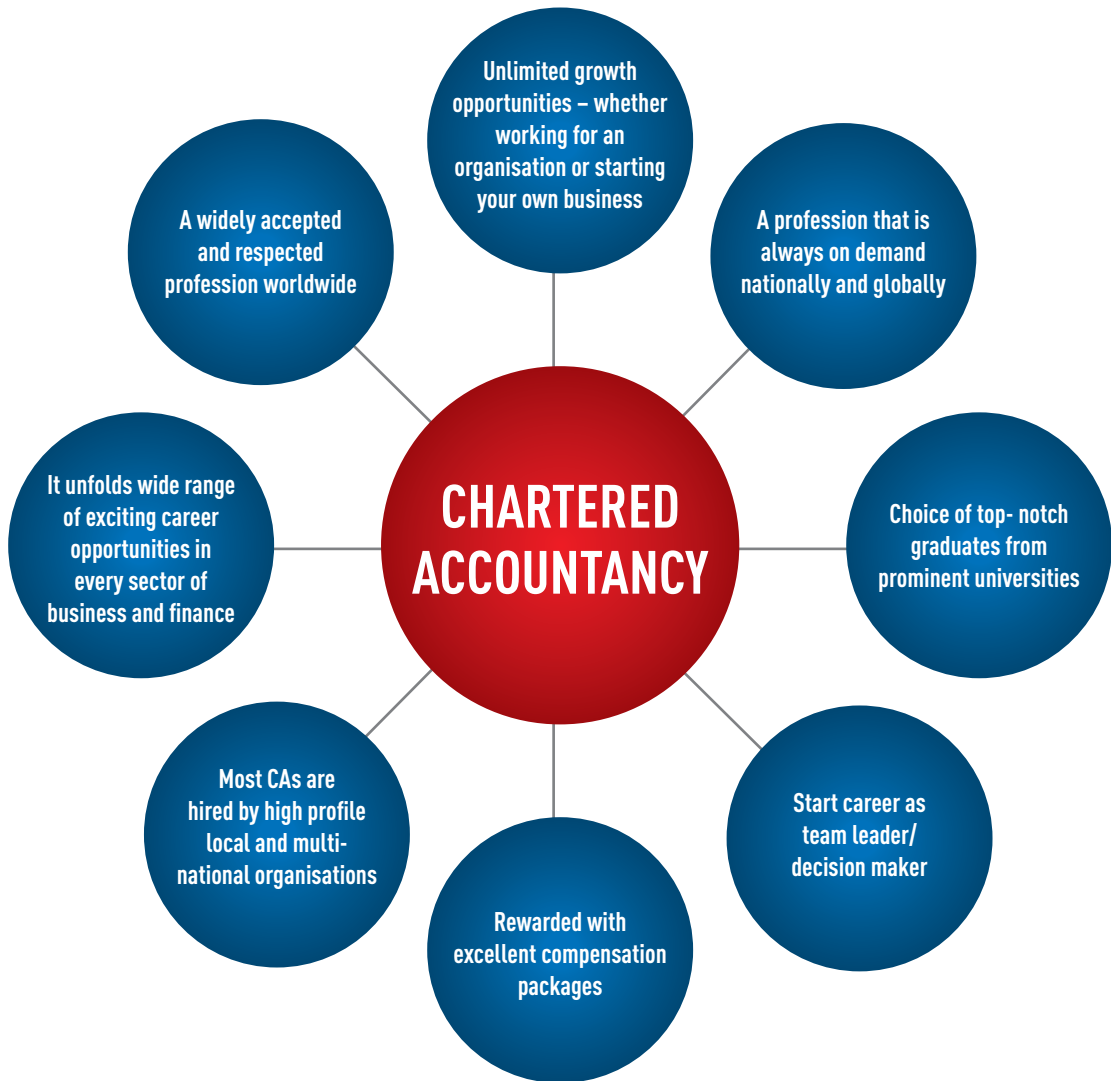 Unlimited growth
opportunities – whether
working for an
organisation or starting
your own business
A profession that is
always on demand
nationally and globally
Choice of top- notch
graduates from
prominent universities
Start career as
team leader/
decision maker
Rewarded with
excellent compensation
packages
Most CAs are
hired by high profile
local and multi-
national organisations
It unfolds wide range
of exciting career
opportunities in
every sector of
business and finance
A widely accepted
and respected
profession worldwide
CHARTERED
ACCOUNTANCY